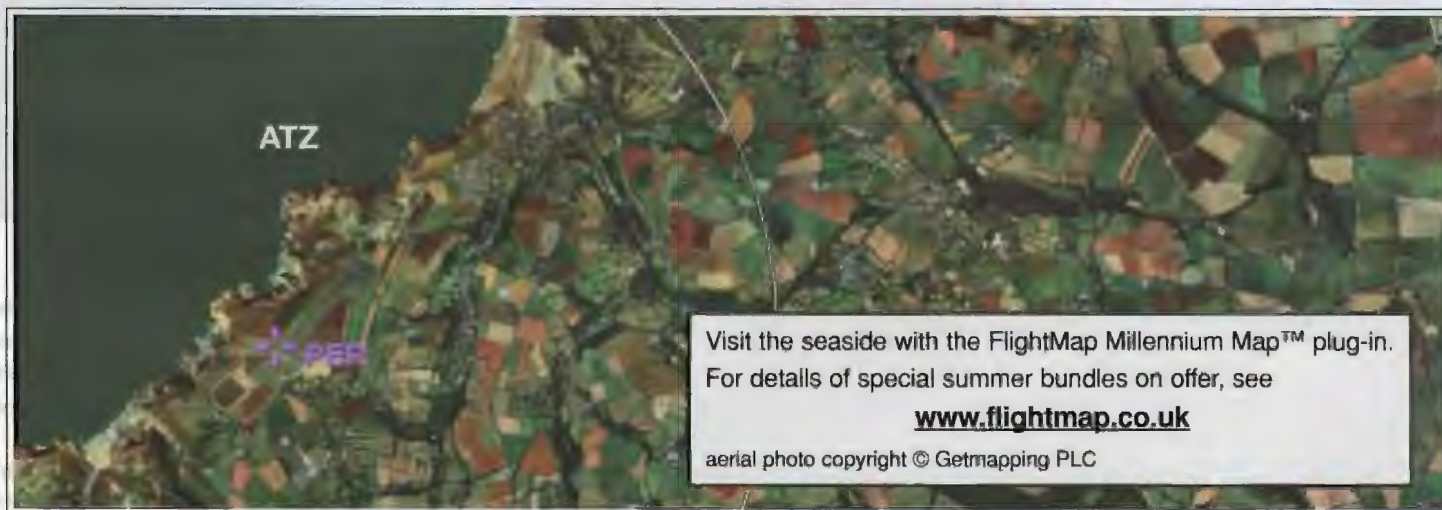 ATZ
PER
Visit the seaside with the FlightMap Millennium Map™ plug-in.
For details of special summer bundles on offer, see
www.flightmap.co.uk
aerial photo copyright © Getmapping PLC